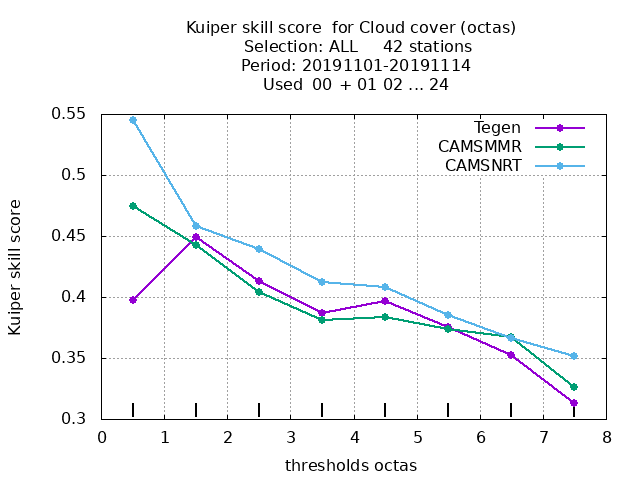 Kuiper skill score  for Cloud cover (octas)
Selection: ALL     42 stations
Period: 20191101-20191114
Used  00  + 01 02 ... 24
Tegen
CAMSMMR
CAMSNRT
0.55
0.5
0.45
0.4
0.35
0.3
Kuiper skill score
0 1 2 3 4 5 6 7 8
thresholds octas